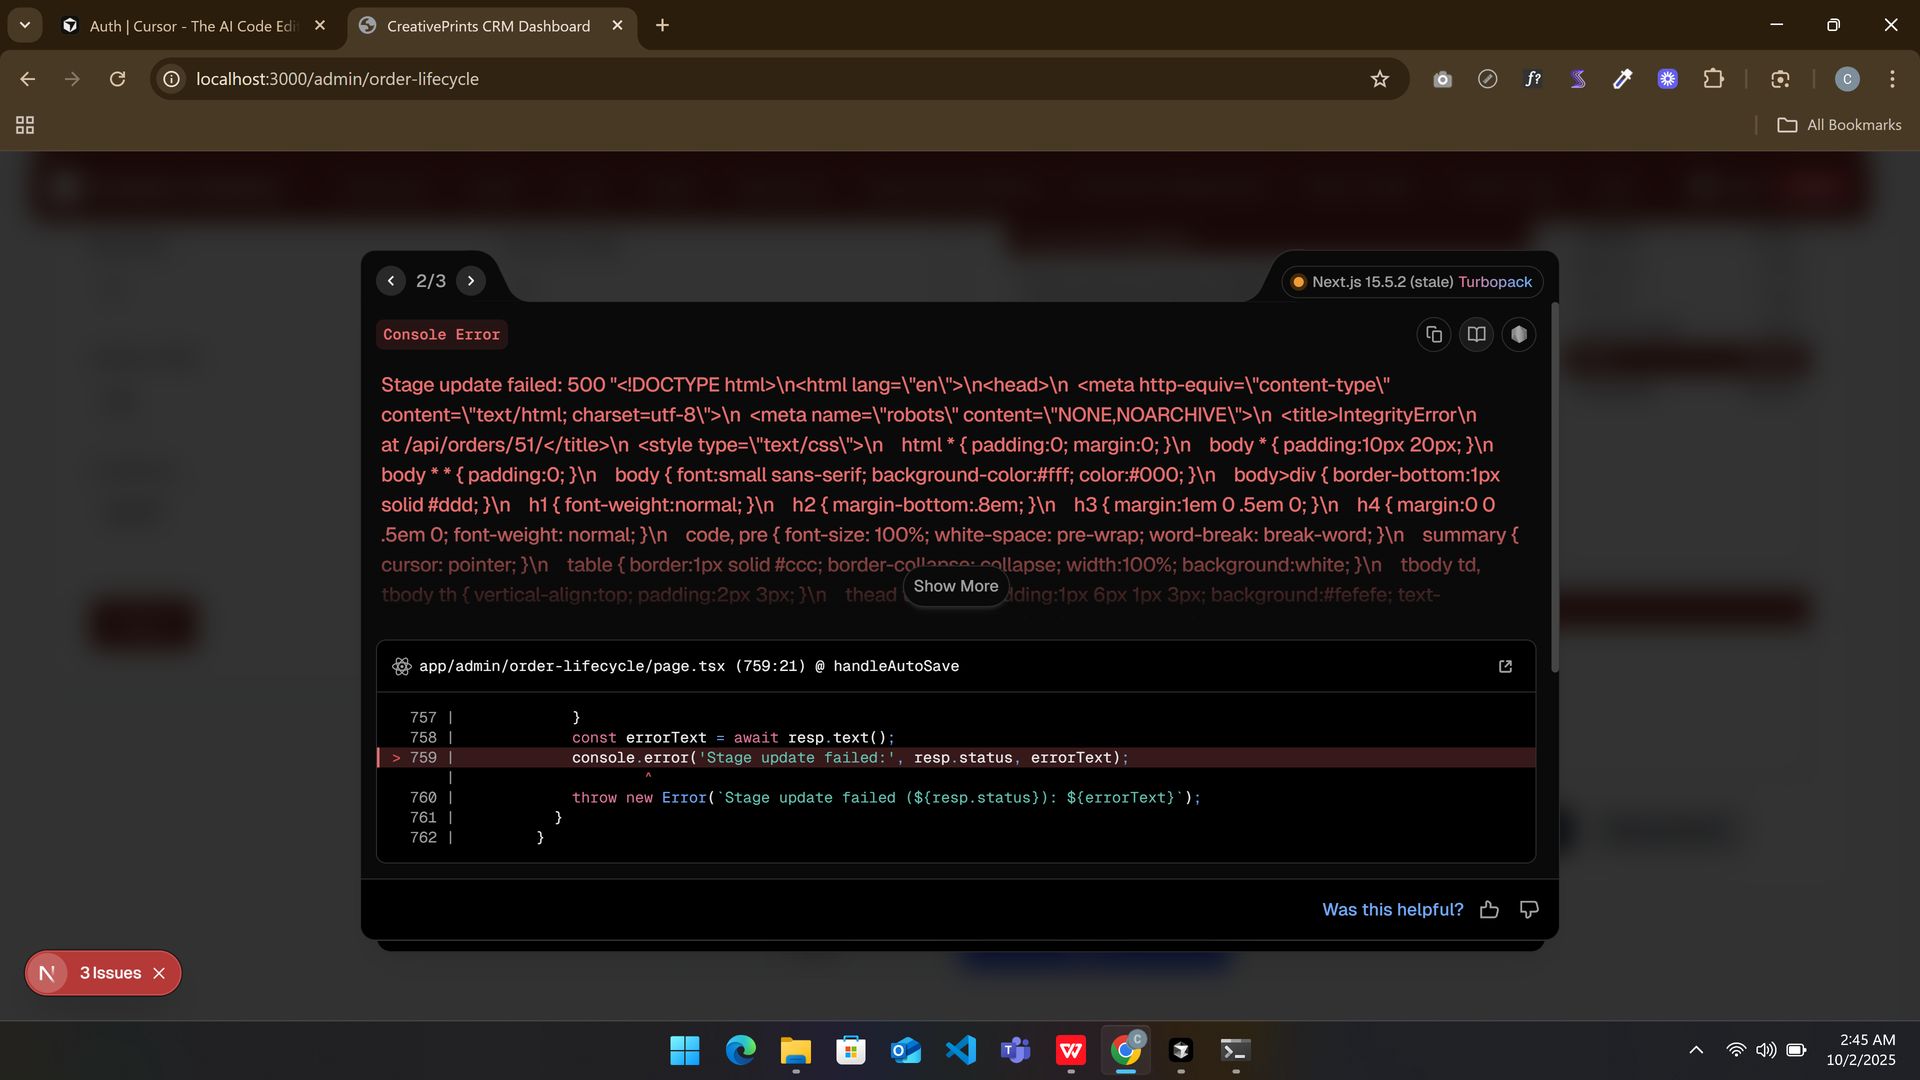 Auth | Cursor - The AI Code Edi
CreativePrints CRM Dashboard
localhost:3000/admin/order-lifecycle
f?
C
All Bookmarks
2/3
Next.js 15.5.2 (stale) Turbopack
Console Error
Stage update failed: 500 "<!DOCTYPE html>\n<html lang=\"en\">\n<head>\n  <meta http-equiv=\"content-type\"
content=\"text/html; charset=utf-8\">\n  <meta name=\"robots\" content=\"NONE,NOARCHIVE\">\n  <title>IntegrityError\n
at /api/orders/51/</title>\n  <style type=\"text/css\">\n    html * { padding:0; margin:0; }\n    body * { padding:10px 20px; }\n
body * * { padding:0; }\n    body { font:small sans-serif; background-color:#fff; color:#000; }\n    body>div { border-bottom:1px
solid #ddd; }\n    h1 { font-weight:normal; }\n    h2 { margin-bottom:.8em; }\n    h3 { margin:1em 0 .5em 0; }\n    h4 { margin:0 0
.5em 0; font-weight: normal; }\n    code, pre { font-size: 100%; white-space: pre-wrap; word-break: break-word; }\n    summary {
cursor: pointer; }\n    table { border:1px solid #ccc; border-collapse: collapse; width:100%; background:white; }\n    tbody td,
tbody th { vertical-align:top; padding:2px 3px; }\n    thead padding:1px 6px 1px 3px; background:#fefefe; text-
Show More
app/admin/order-lifecycle/page.tsx (759:21) @ handleAutoSave
757 |             }
758 |             const errorText = await resp.text();
> 759 |             console.error('Stage update failed:', resp.status, errorText);
|                     ^
760 |             throw new Error(`Stage update failed (${resp.status}): ${errorText}`);
761 |           }
762 |         }
Was this helpful?
N
3 Issues
C
2:45 AM
10/2/2025